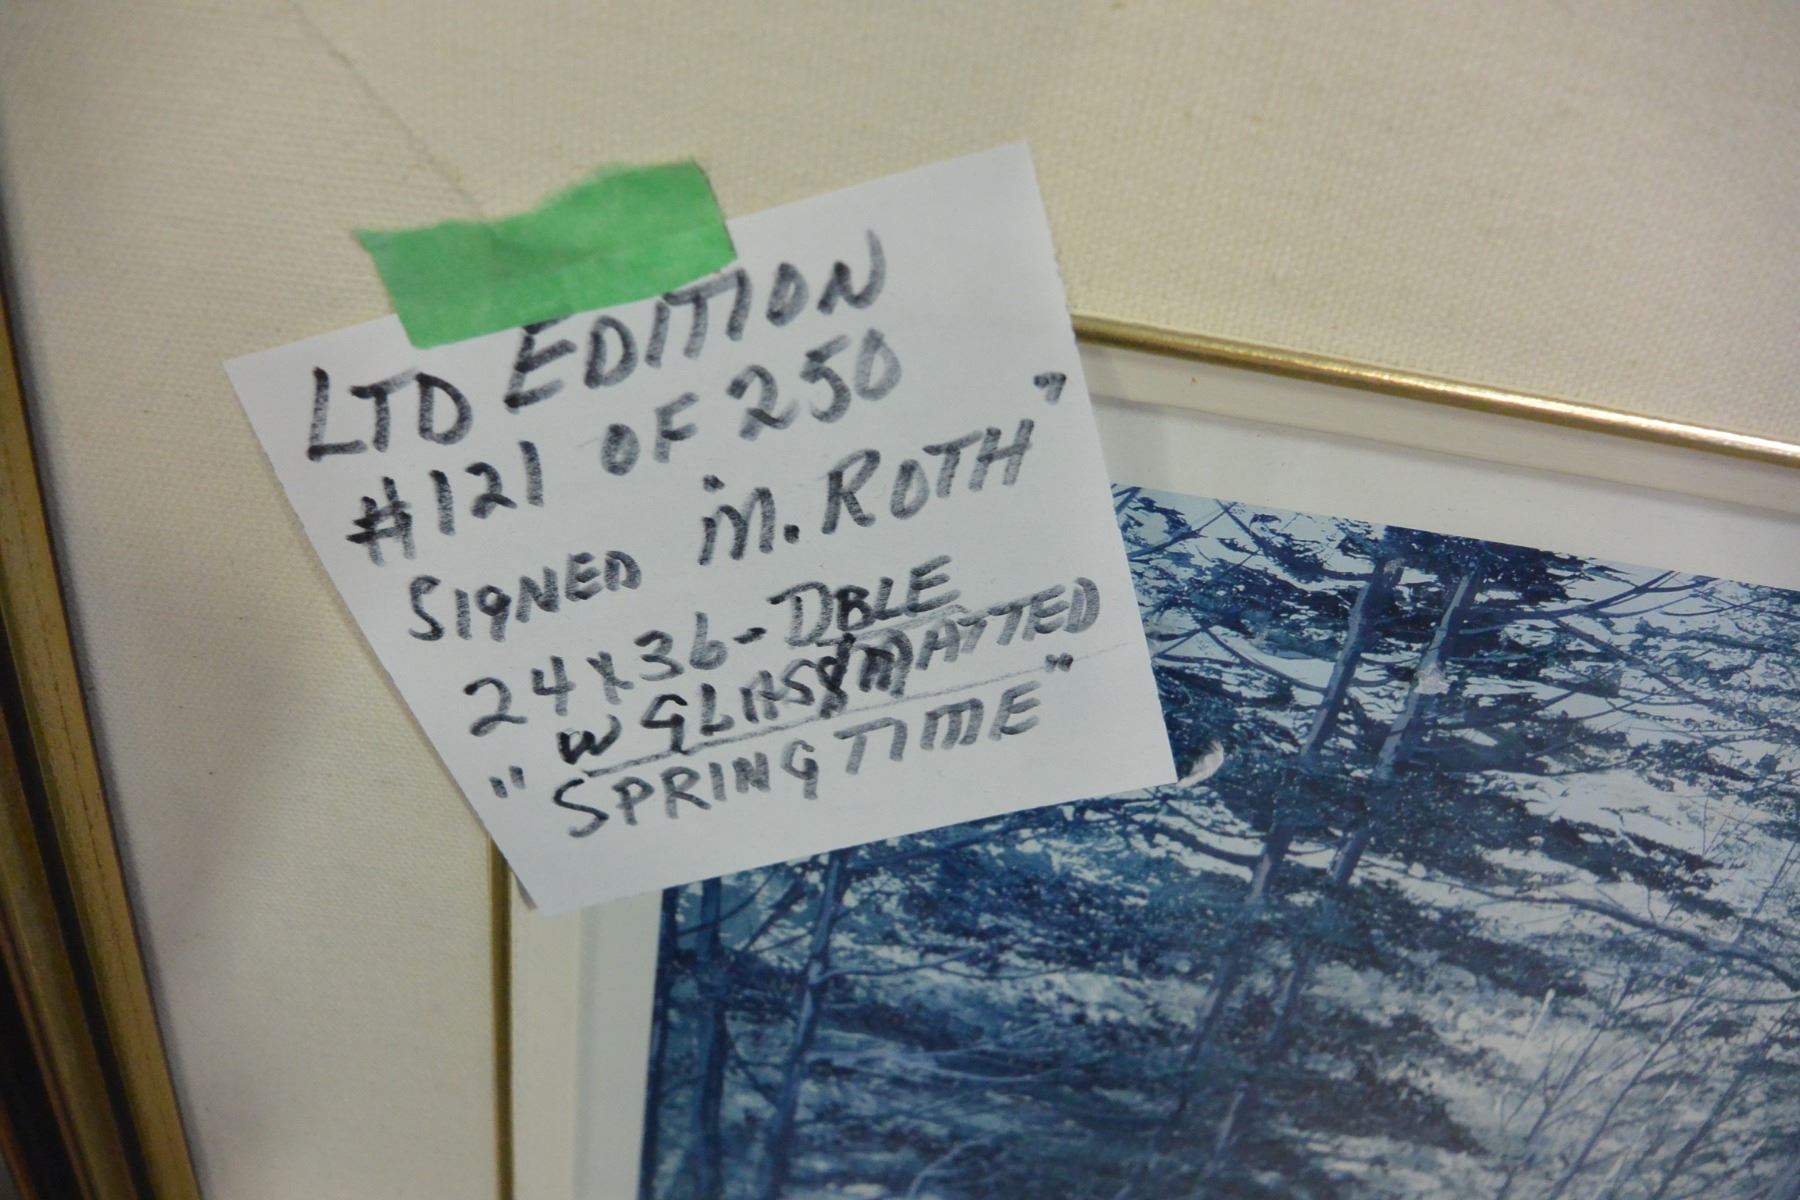 LTD EDITION
#121 OF 250
SIGNED M. ROTH"
24x36-DBLE
W GLASS & MATTED
"SPRINGTIME"